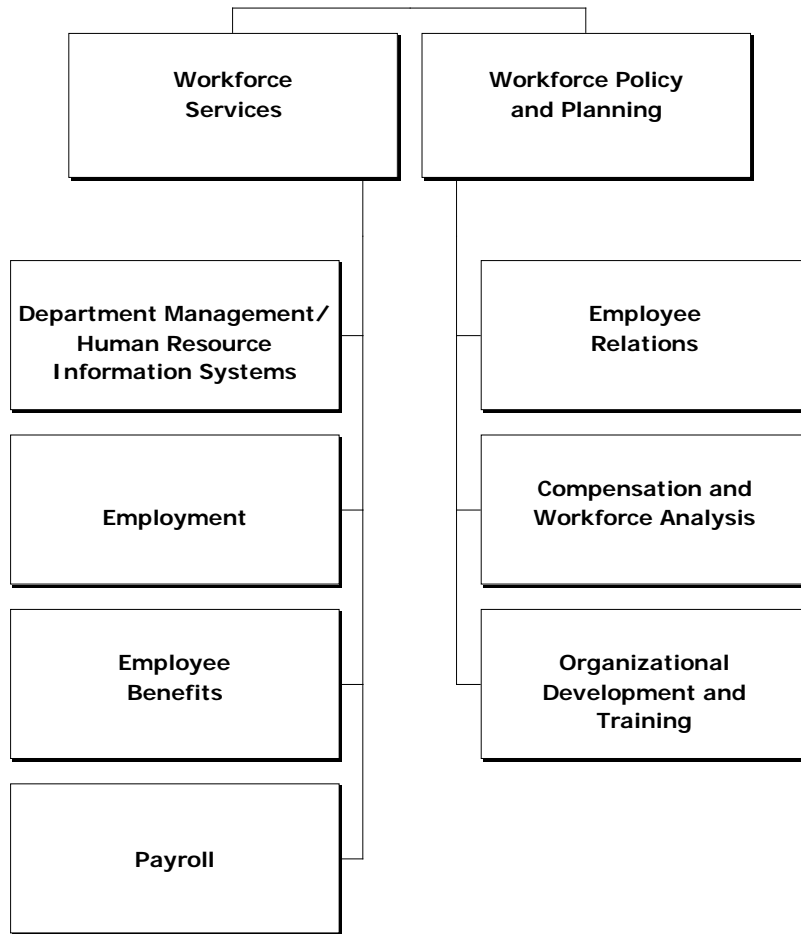 Workforce
Services
Workforce Policy
and Planning
Department Management/
Human Resource
Information Systems
Employment
Employee
Benefits
Payroll
Employee
Relations
Compensation and
Workforce Analysis
Organizational
Development and
Training